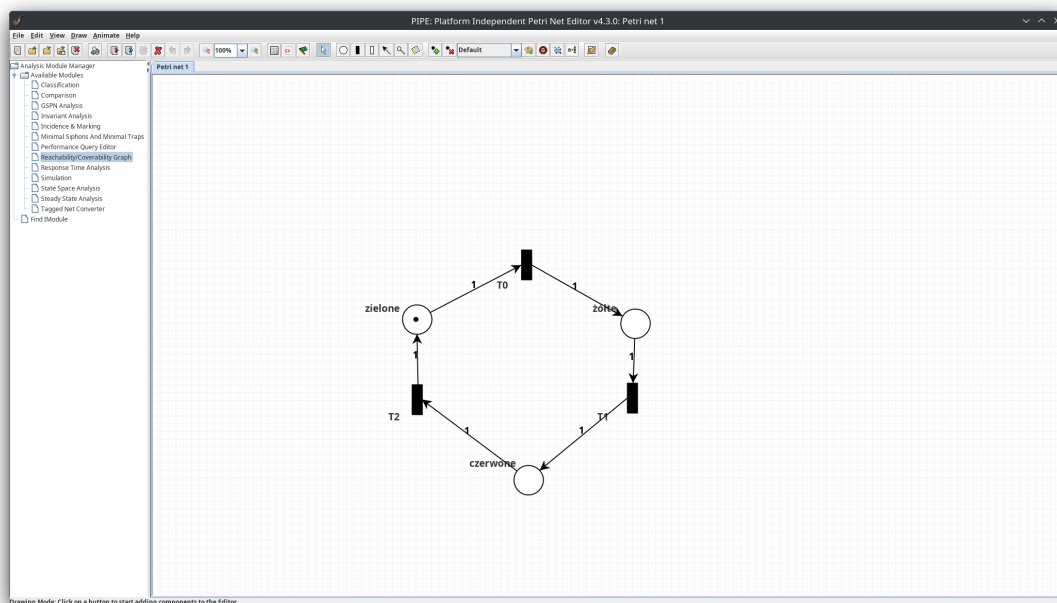 PIPE: Platform Independent Petri Net Editor v4.3.0: Petri net 1
File Edit View Draw Animate Help
100%
Default
Analysis Module Manager
Available Modules
Classification
Comparison
GSPN Analysis
Invariant Analysis
Incidence & Marking
Minimal Siphons And Minimal Traps
Performance Query Editor
Reachability/Coverability Graph
Response Time Analysis
Simulation
State Space Analysis
Steady State Analysis
Tagged Net Converter
Find IModule
Petri net 1
1
T0
1
zielone
żółte
1
1
T2
T1
1
1
czerwone
Drawing Mode: Click on a button to start adding components to the Editor